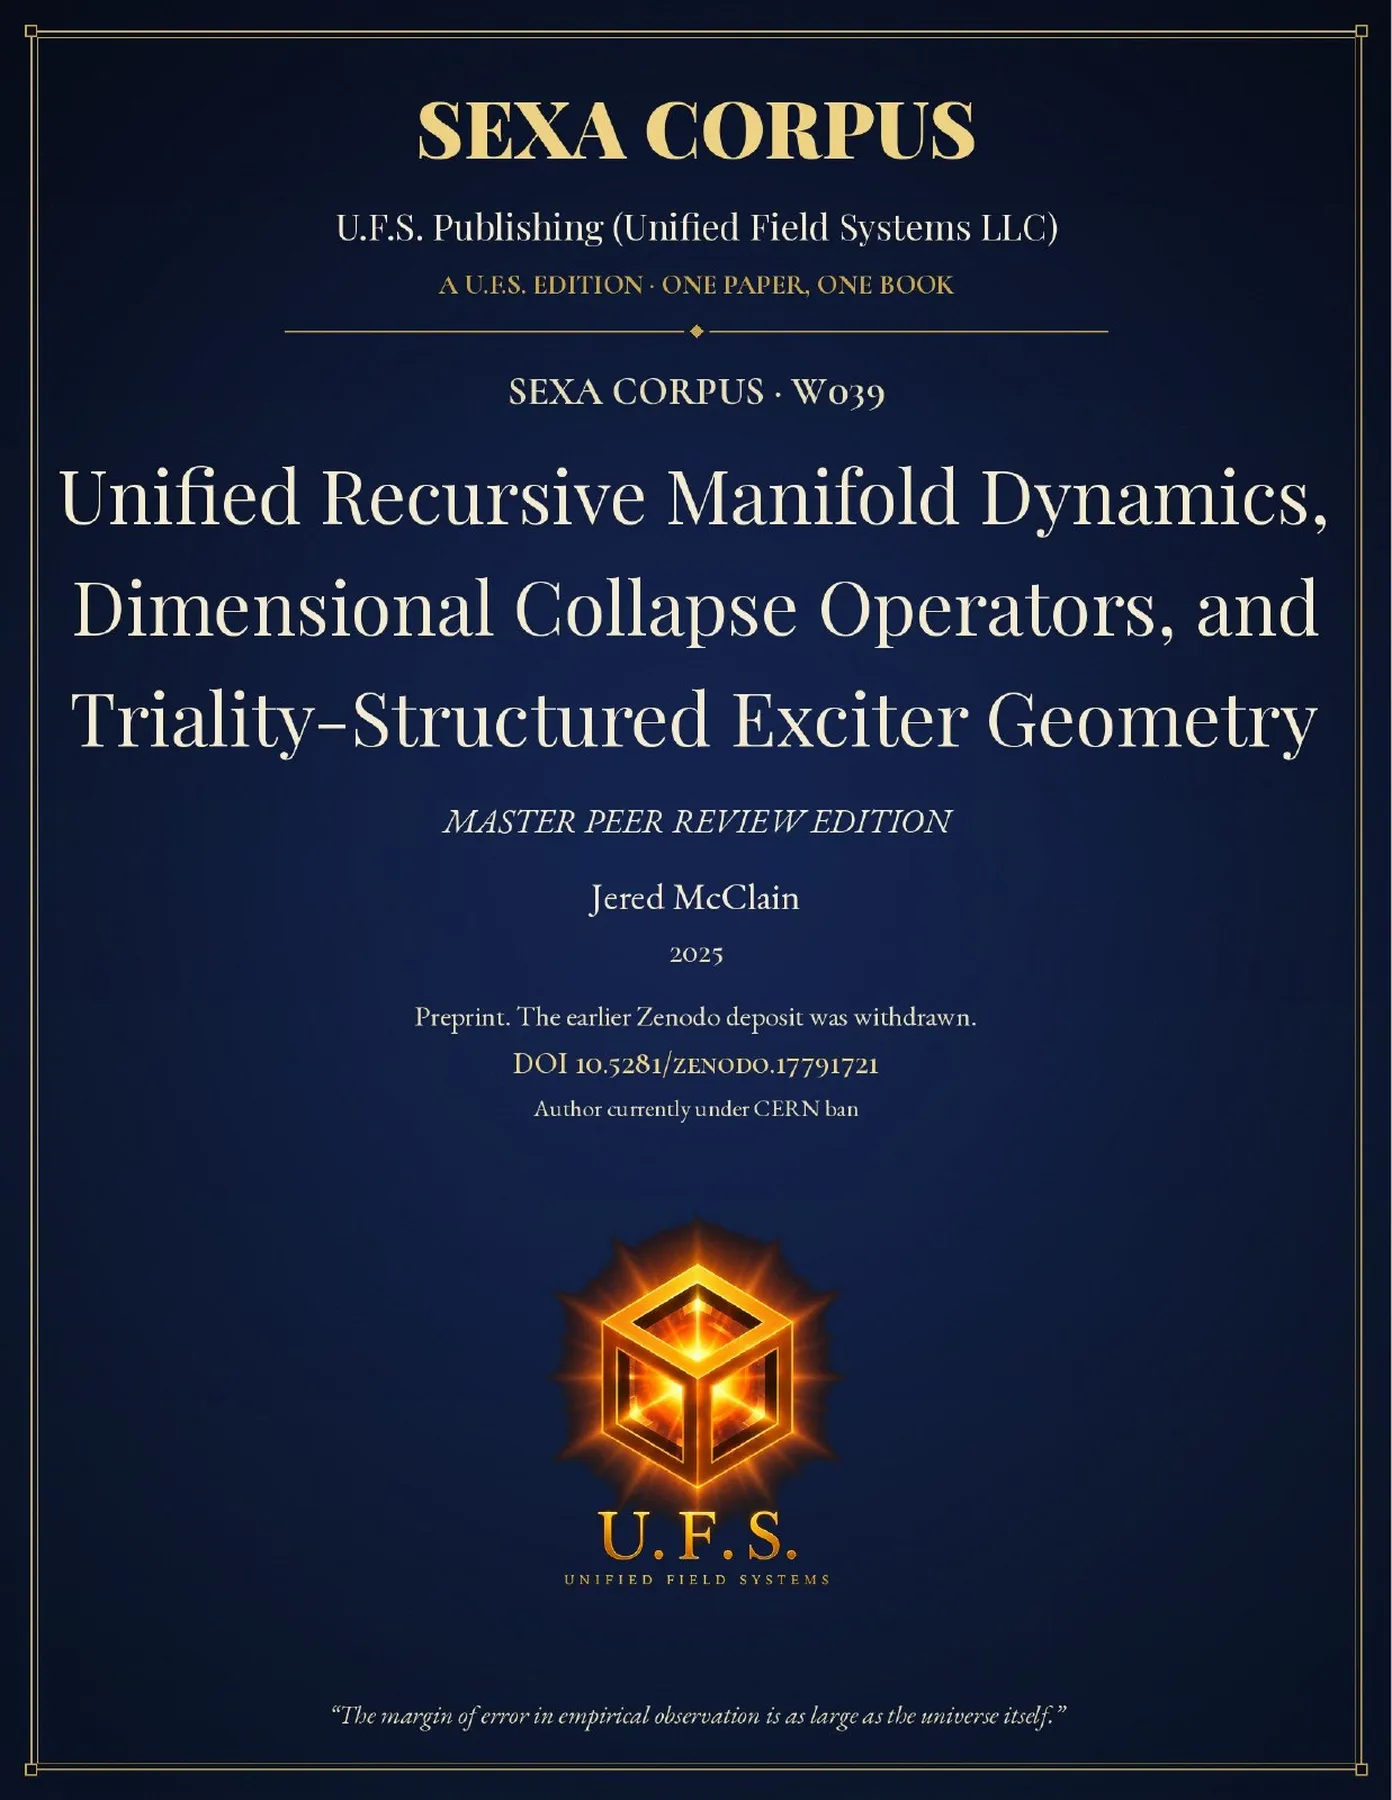 SEXA CORPUS
U.F.S. Publishing (Unified Field Systems LLC)
A U.F.S. EDITION · ONE PAPER, ONE BOOK
SEXA CORPUS · W039
Unified Recursive Manifold Dynamics,
Dimensional Collapse Operators, and
Triality-Structured Exciter Geometry
MASTER PEER REVIEW EDITION
Jered McClain
2025
Preprint. The earlier Zenodo deposit was withdrawn.
DOI 10.5281/ZENODO.17791721
Author currently under CERN ban
U.F.S.
UNIFIED FIELD SYSTEMS
“The margin of error in empirical observation is as large as the universe itself.”